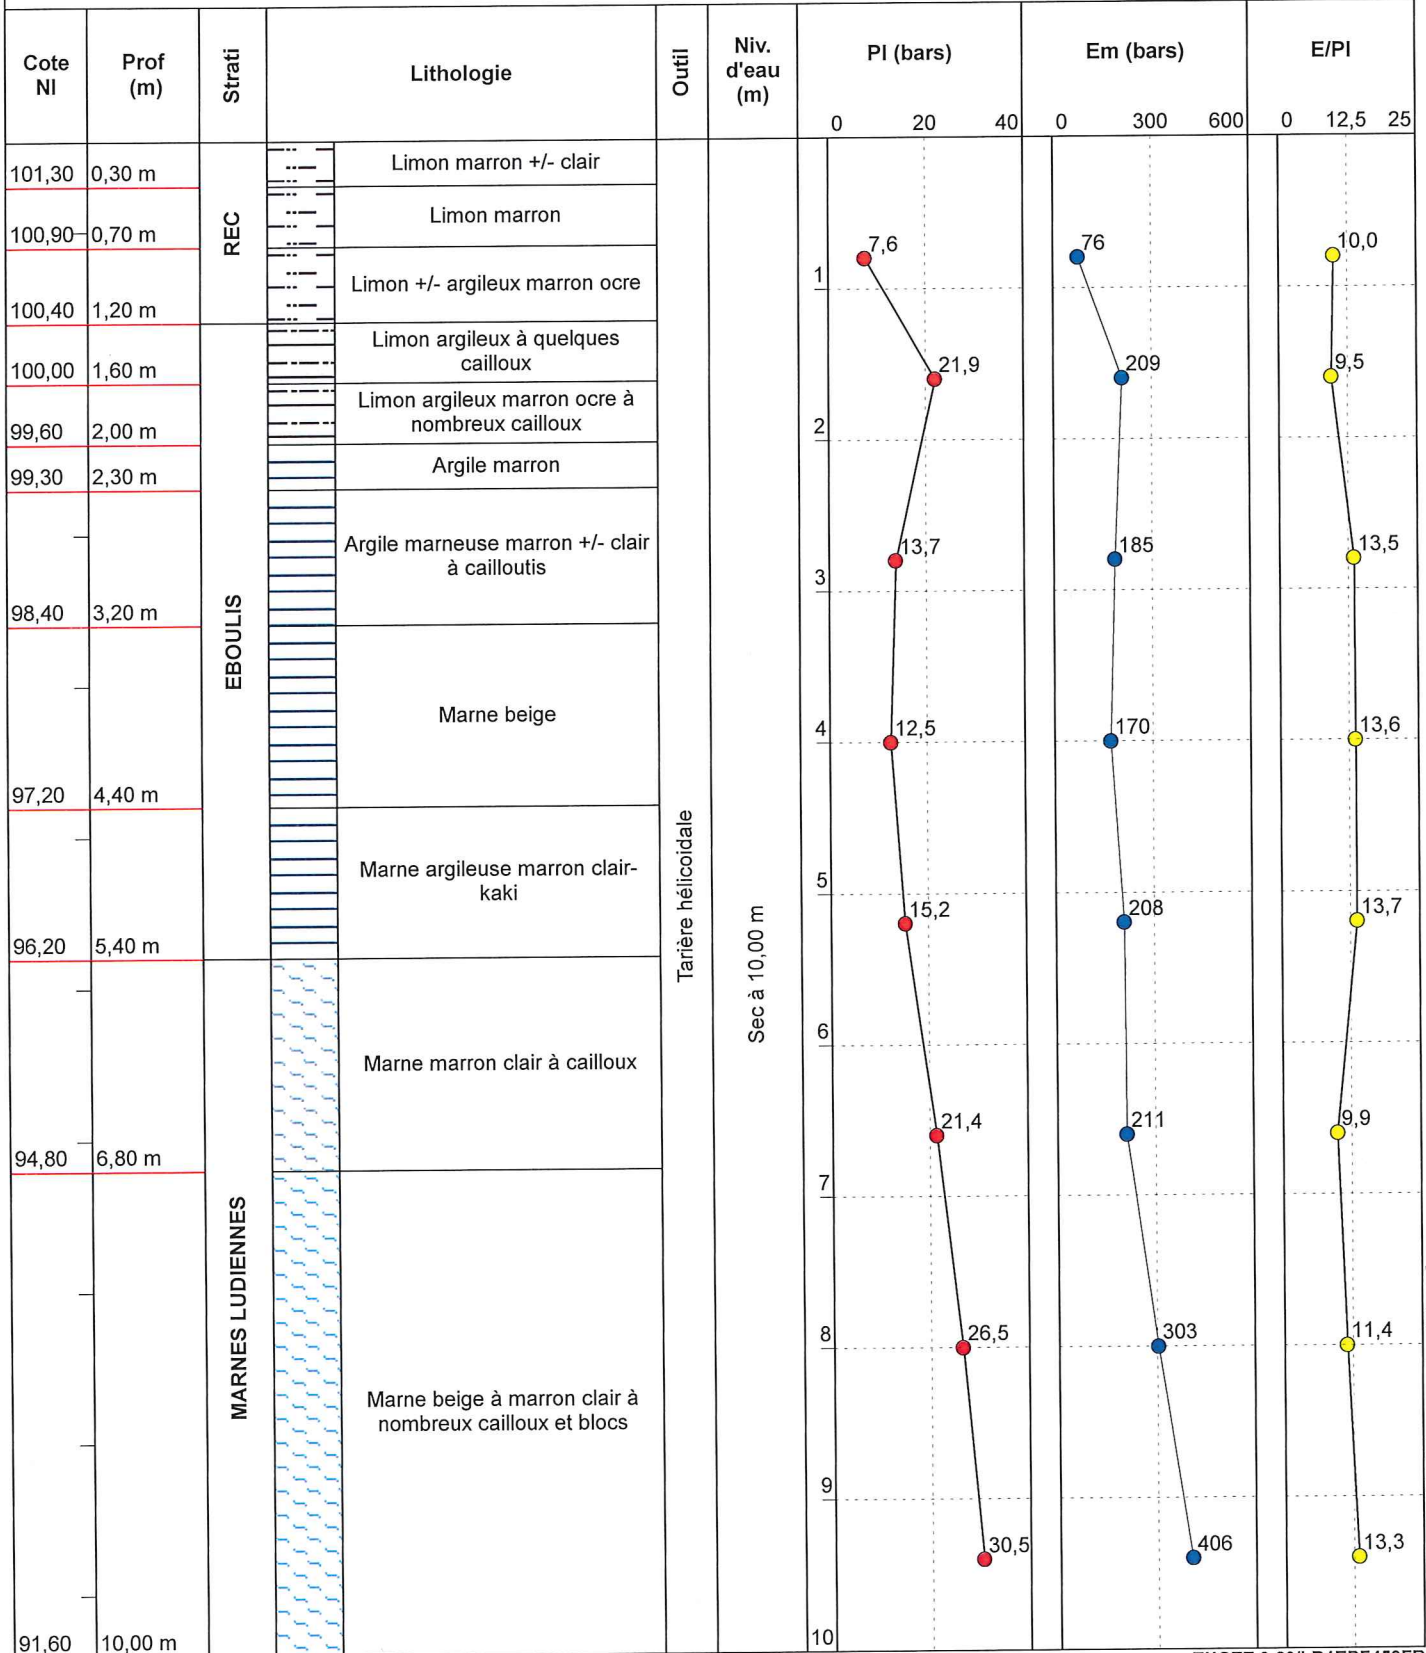 Cote
NI
Prof
(m)
Strati
Lithologie
Outil
Niv.
d'eau
(m)
Pl (bars)
0 20 40
Em (bars)
0 300 600
E/Pl
0 12,5 25
101,30 0,30 m
Limon marron +/- clair
100,90 0,70 m
Limon marron
100,40 1,20 m
Limon +/- argileux marron ocre
REC
100,00 1,60 m
Limon argileux à quelques
cailloux
99,60 2,00 m
Limon argileux marron ocre à
nombreux cailloux
99,30 2,30 m
Argile marron
98,40 3,20 m
Argile marneuse marron +/- clair
à cailloutis
97,20 4,40 m
Marne beige
96,20 5,40 m
Marne argileuse marron clair-
kaki
EBOULIS
94,80 6,80 m
Marne marron clair à cailloux
91,60 10,00 m
Marne beige à marron clair à
nombreux cailloux et blocs
MARNES LUDIENNES
Tarière hélicoidale
Sec à 10,00 m
7,6 76 10,0
1
21,9 209 9,5
2
13,7 185 13,5
3
12,5 170 13,6
4
5
15,2 208 13,7
6
21,4 211 9,9
7
26,5 303 11,4
8
9
30,5 406 13,3
10